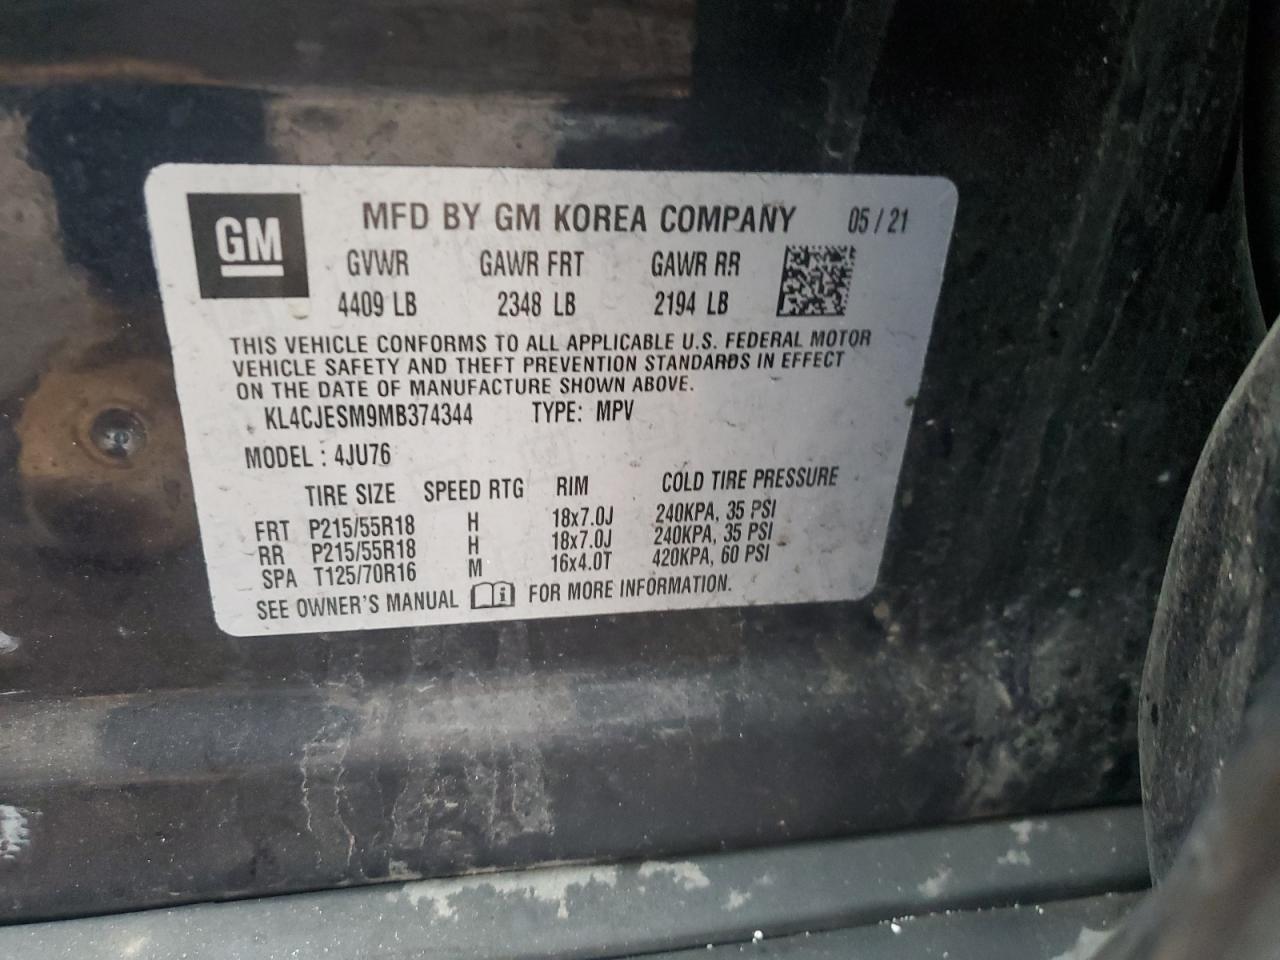 GM
MFD BY GM KOREA COMPANY 05 / 21
GVWR GAWR FRT GAWR RR
4409 LB 2348 LB 2194 LB
THIS VEHICLE CONFORMS TO ALL APPLICABLE U.S. FEDERAL MOTOR
VEHICLE SAFETY AND THEFT PREVENTION STANDARDS IN EFFECT
ON THE DATE OF MANUFACTURE SHOWN ABOVE.
KL4CJESM9MB374344 TYPE: MPV
MODEL : 4JU76
TIRE SIZE SPEED RTG RIM COLD TIRE PRESSURE
FRT P215/55R18 H 18x7.0J 240KPA, 35 PSI
RR P215/55R18 H 18x7.0J 240KPA, 35 PSI
SPA T125/70R16 M 16x4.0T 420KPA, 60 PSI
SEE OWNER'S MANUAL i FOR MORE INFORMATION.